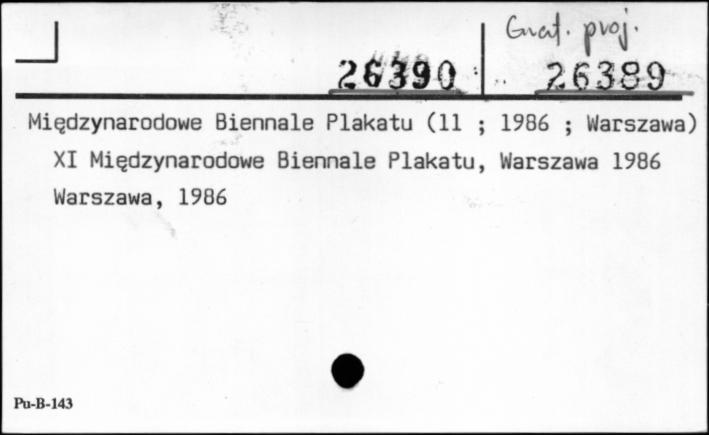 Grat. proj.
26390 26389
Międzynarodowe Biennale Plakatu (11 ; 1986 ; Warszawa)
XI Międzynarodowe Biennale Plakatu, Warszawa 1986
Warszawa, 1986
Pu-B-143